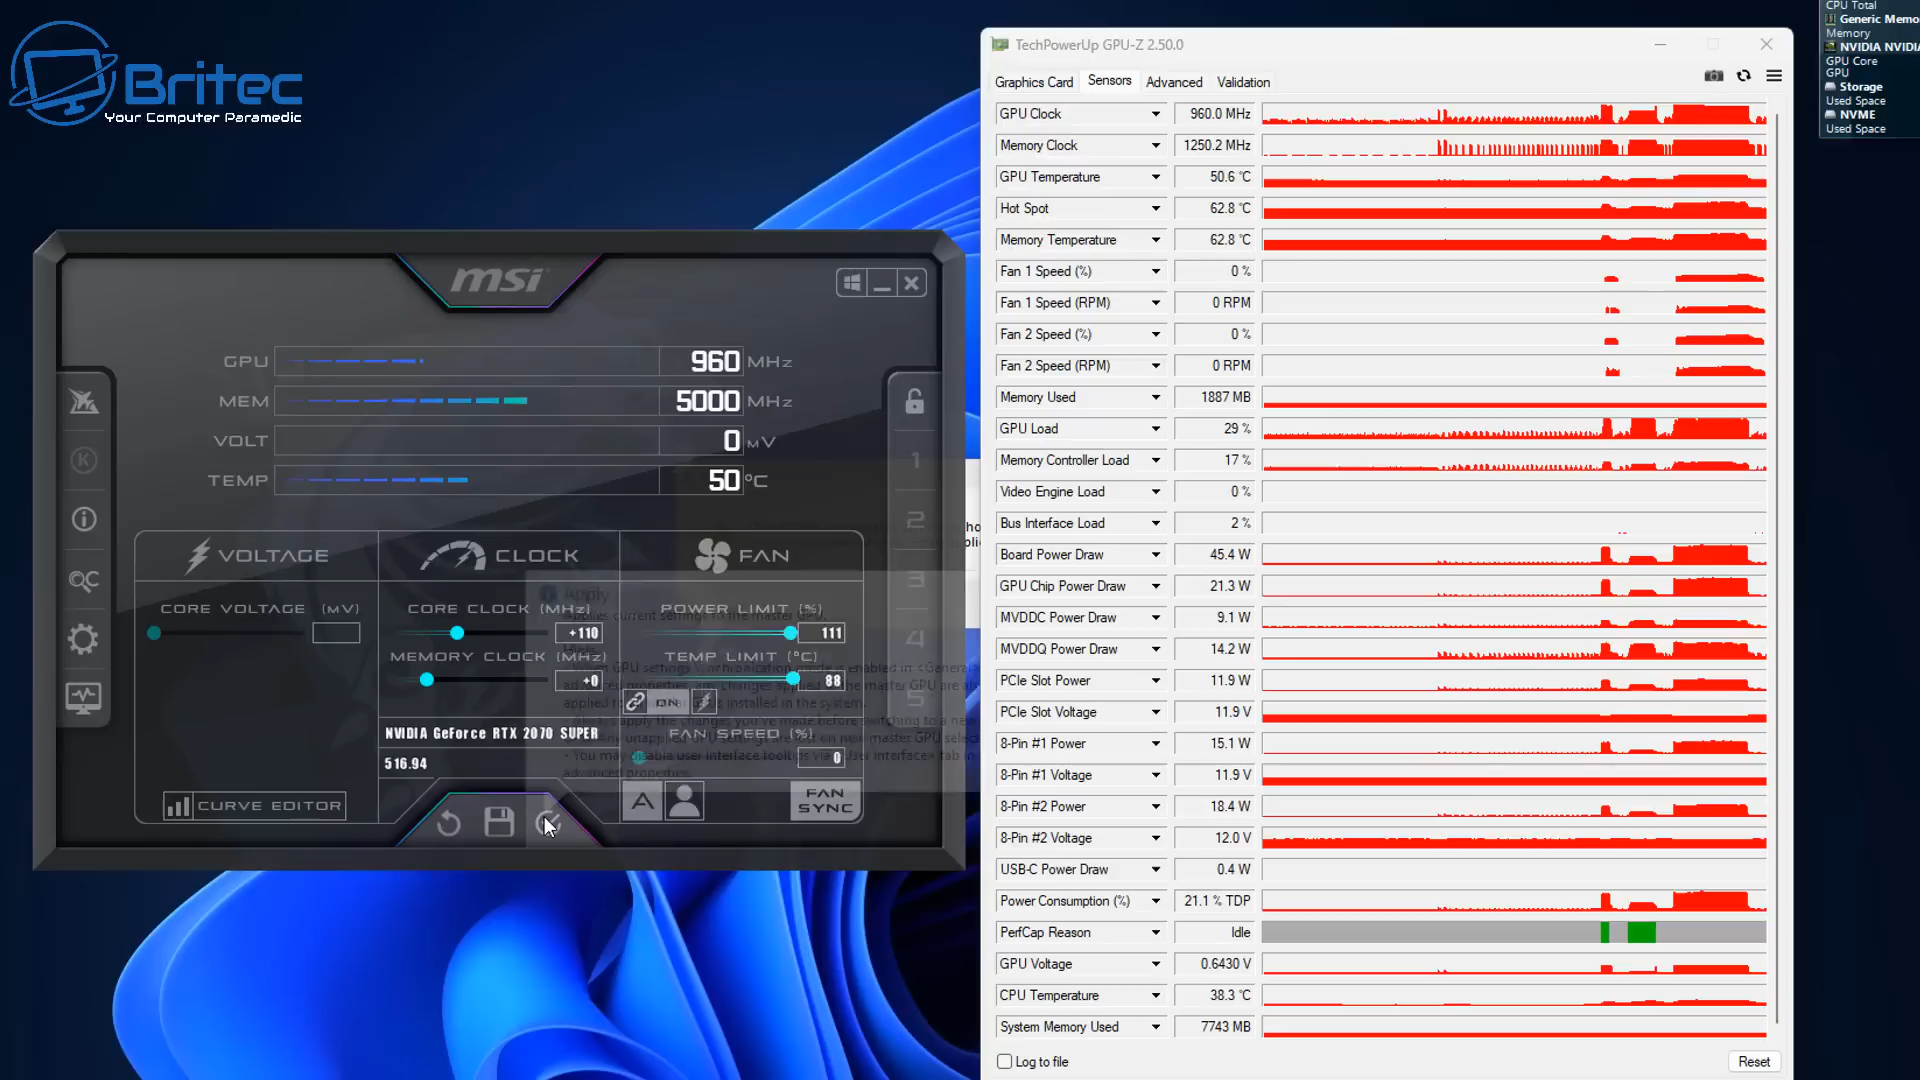 Britec
Your Computer Paramedic
msi
GPU 960 MHz
MEM 5000 MHz
VOLT 0 mV
TEMP 50 °C
VOLTAGE
CLOCK
FAN
CORE VOLTAGE (MV)
CORE CLOCK (MHz)
+110
MEMORY CLOCK (MHz)
+0
POWER LIMIT (%)
111
TEMP LIMIT (°C)
88
ON
FAN SPEED (%)
0
NVIDIA GeForce RTX 2070 SUPER
516.94
CURVE EDITOR
A
FAN
SYNC
K
1
2
3
4
5
Apply
TechPowerUp GPU-Z 2.50.0
Graphics Card Sensors Advanced Validation
GPU Clock 960.0 MHz
Memory Clock 1250.2 MHz
GPU Temperature 50.6 °C
Hot Spot 62.8 °C
Memory Temperature 62.8 °C
Fan 1 Speed (%) 0 %
Fan 1 Speed (RPM) 0 RPM
Fan 2 Speed (%) 0 %
Fan 2 Speed (RPM) 0 RPM
Memory Used 1887 MB
GPU Load 29 %
Memory Controller Load 17 %
Video Engine Load 0 %
Bus Interface Load 2 %
Board Power Draw 45.4 W
GPU Chip Power Draw 21.3 W
MVDDC Power Draw 9.1 W
MVDDQ Power Draw 14.2 W
PCIe Slot Power 11.9 W
PCIe Slot Voltage 11.9 V
8-Pin #1 Power 15.1 W
8-Pin #1 Voltage 11.9 V
8-Pin #2 Power 18.4 W
8-Pin #2 Voltage 12.0 V
USB-C Power Draw 0.4 W
Power Consumption (%) 21.1 % TDP
PerfCap Reason Idle
GPU Voltage 0.6430 V
CPU Temperature 38.3 °C
System Memory Used 7743 MB
Log to file
Reset
CPU Total
Generic Memo
Memory
NVIDIA NVIDI
GPU Core
GPU
Storage
Used Space
NVME
Used Space